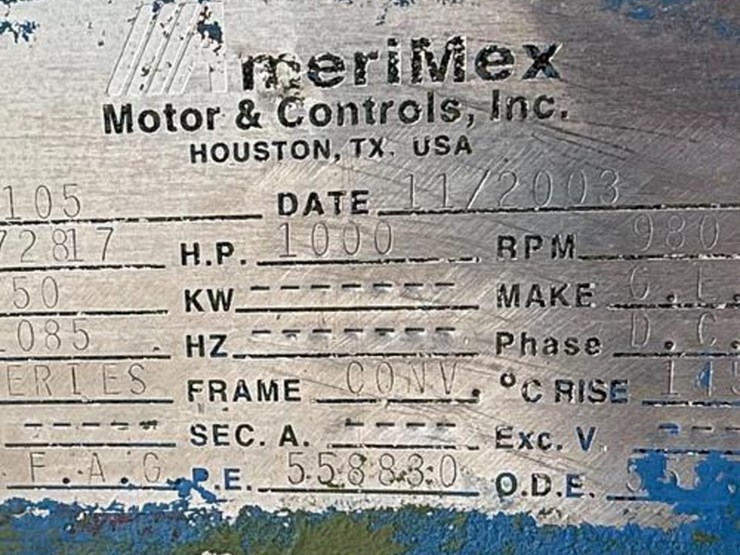 AmeriMex
Motor & Controls, Inc.
HOUSTON, TX. USA
105 DATE 11/2003
72817 H.P. 1000 RPM 980
50 KW ------- MAKE G.E.
085 HZ ------- Phase D.C.
ERIES FRAME CONV. °C RISE 145
----- SEC. A. ---- Exc. V. ---
F.A.G P.E. 558830 O.D.E.